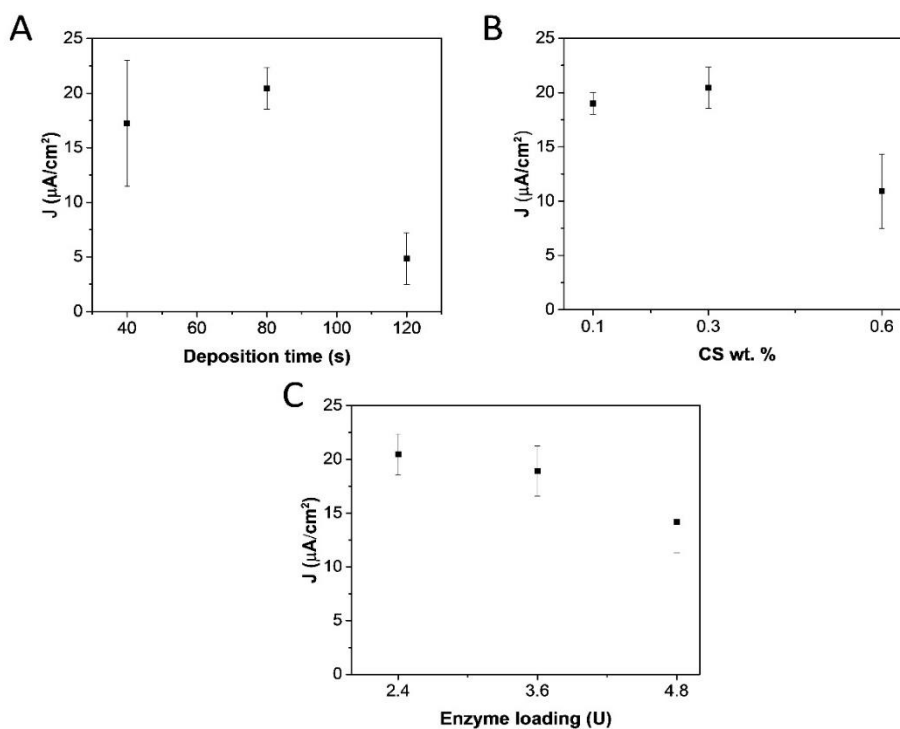 A
25
20
15
10
5
0
J (μA/cm²)
40 60 80 100 120
Deposition time (s)
B
25
20
15
10
5
0
J (μA/cm²)
0.1 0.3 0.6
CS wt. %
C
25
20
15
10
5
0
J (μA/cm²)
2.4 3.6 4.8
Enzyme loading (U)